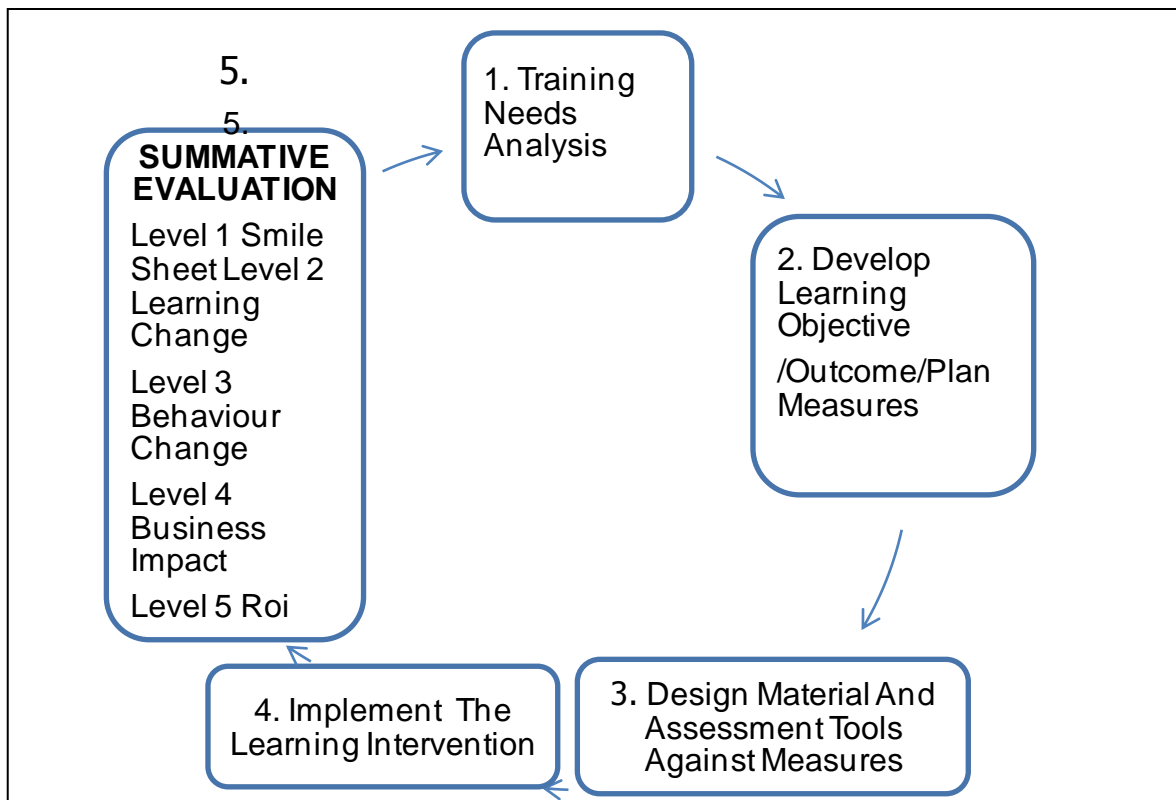 1. Training
Needs
Analysis
2. Develop
Learning
Objective
/Outcome/Plan
Measures
3. Design Material And
Assessment Tools
Against Measures
4. Implement The
Learning Intervention
5.
5.
SUMMATIVE
EVALUATION
Level 1 Smile
Sheet Level 2
Learning
Change
Level 3
Behaviour
Change
Level 4
Business
Impact
Level 5 Roi